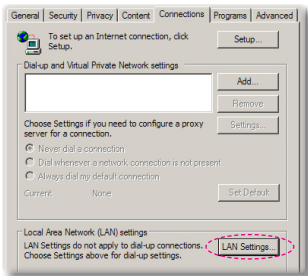 General Security Privacy Content Connections Programs Advanced
To set up an Internet connection, click
Setup.
Setup...
Dial-up and Virtual Private Network settings
Add...
Remove
Choose Settings if you need to configure a proxy
server for a connection.
Settings...
Never dial a connection
Dial whenever a network connection is not present
Always dial my default connection
Current None
Set Default
Local Area Network (LAN) settings
LAN Settings do not apply to dial-up connections.
Choose Settings above for dial-up settings.
LAN Settings...